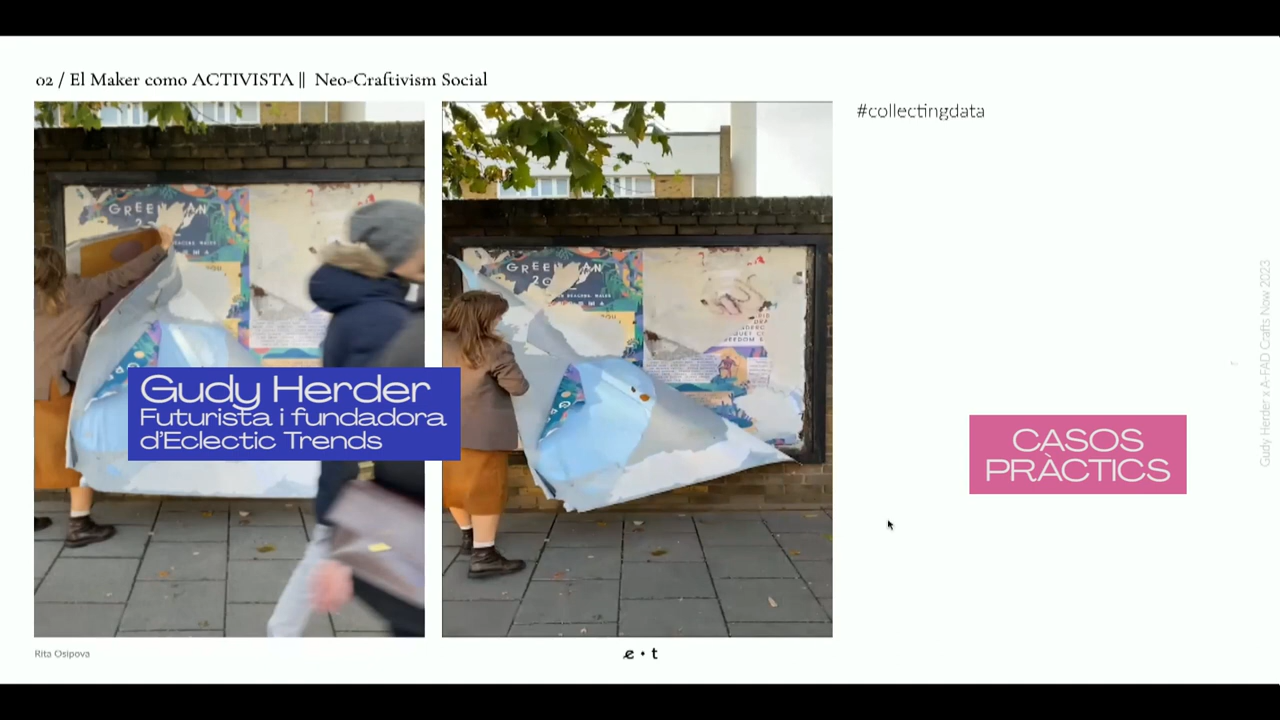 02 / El Maker como ACTIVISTA || Neo-Craftivism Social
#collectingdata
GREEN MAN
GREEN MAN
Gudy Herder
Futurista i fundadora
d'Eclectic Trends
CASOS
PRÀCTICS
Gudy Herder x A-FAD Crafts Now 2023
Rita Osipova
e • t